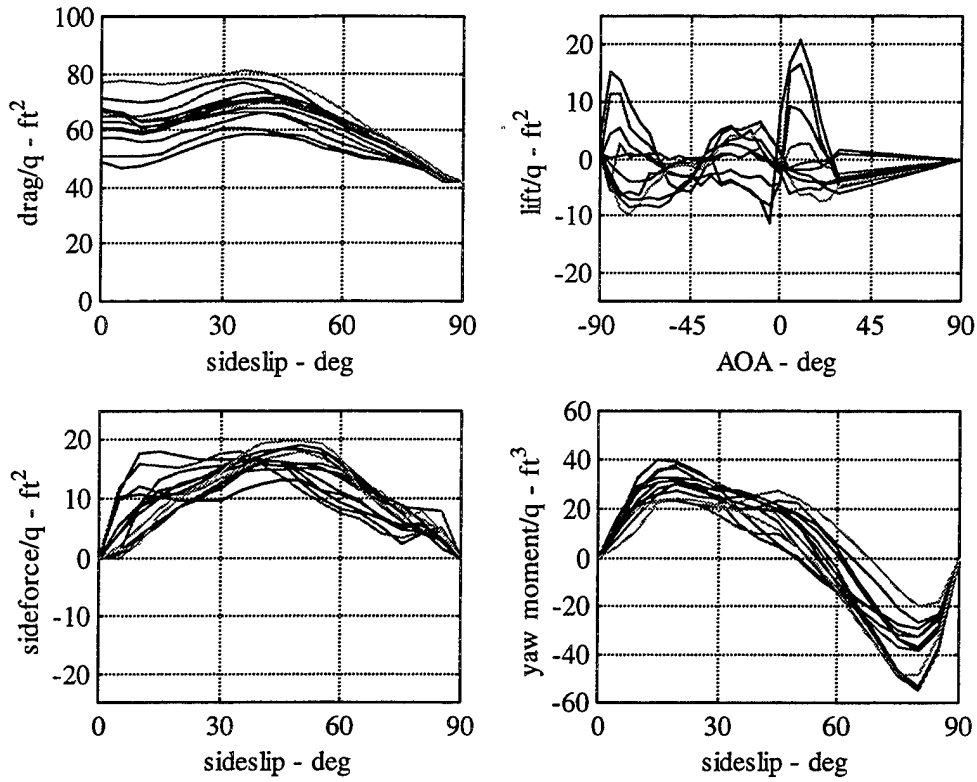 100
80
60
40
20
0
drag/q - ft2
0 30 60 90
sideslip - deg
20
10
0
-10
-20
lift/q - ft2
-90 -45 0 45 90
AOA - deg
20
10
0
-10
-20
sideforce/q - ft2
0 30 60 90
sideslip - deg
60
40
20
0
-20
-40
-60
yaw moment/q - ft3
0 30 60 90
sideslip - deg